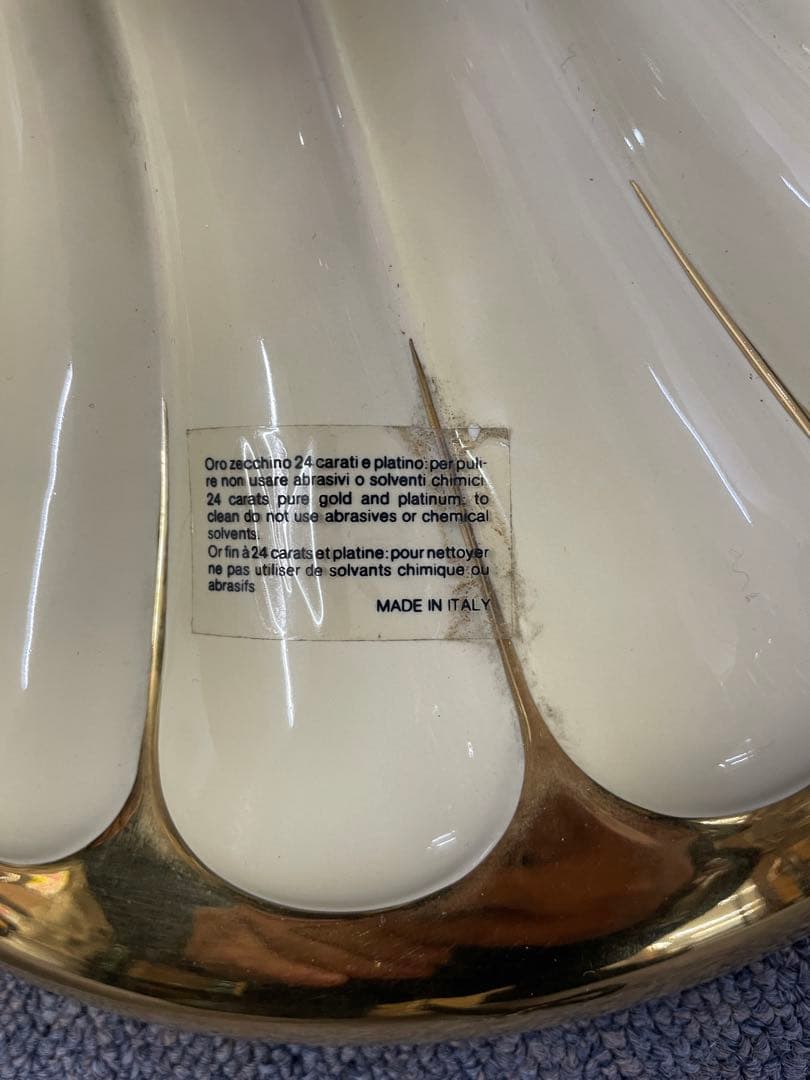 Oro zecchino 24 carati e platino: per puli-
re non usare abrasivi o solventi chimici
24 carats pure gold and platinum: to
clean do not use abrasives or chemical
solvents.
Or fin à 24 carats et platine: pour nettoyer
ne pas utiliser de solvants chimique ou
abrasifs
MADE IN ITALY